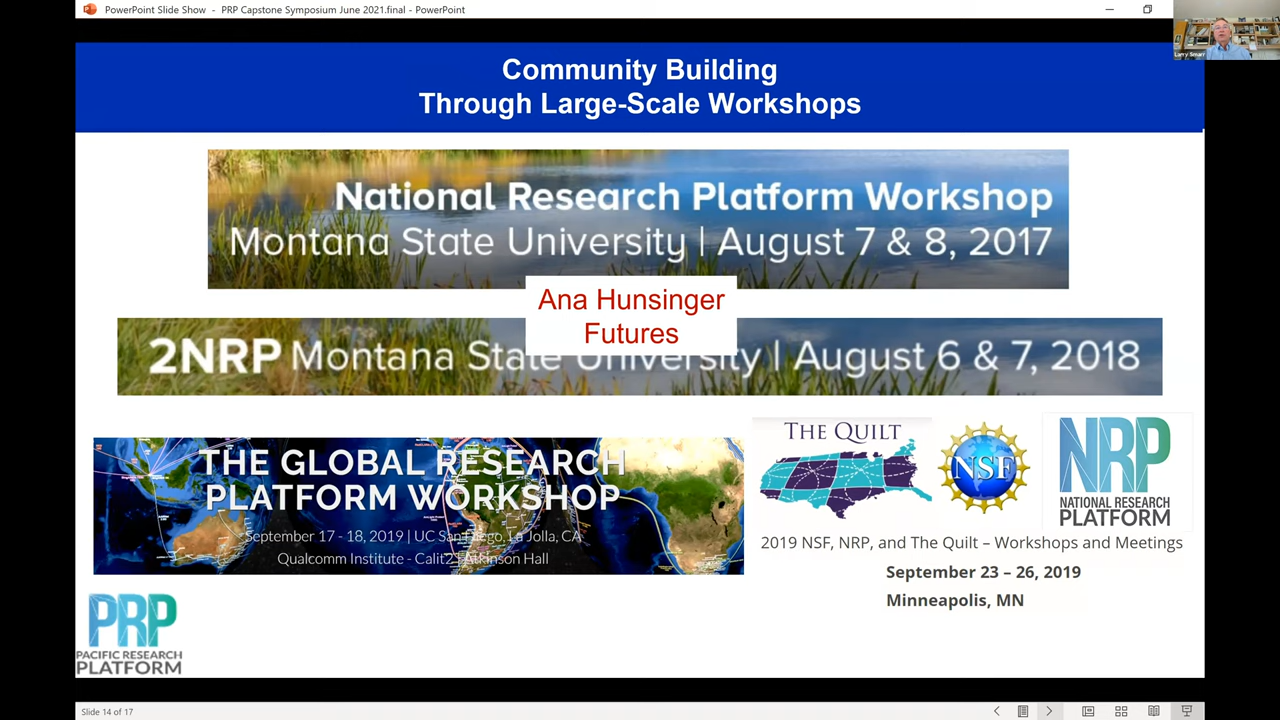 PowerPoint Slide Show - PRP Capstone Symposium June 2021.final - PowerPoint
Larry Smarr
Community Building
Through Large-Scale Workshops
National Research Platform Workshop
Montana State University | August 7 & 8, 2017
Ana Hunsinger
Futures
2NRP Montana State University | August 6 & 7, 2018
THE GLOBAL RESEARCH
PLATFORM WORKSHOP
September 17 - 18, 2019 | UC San Diego, La Jolla, CA
Qualcomm Institute - Calit2 | Atkinson Hall
THE QUILT
NSF
NRP
NATIONAL RESEARCH
PLATFORM
2019 NSF, NRP, and The Quilt – Workshops and Meetings
September 23 – 26, 2019
Minneapolis, MN
PRP
PACIFIC RESEARCH
PLATFORM
Slide 14 of 17